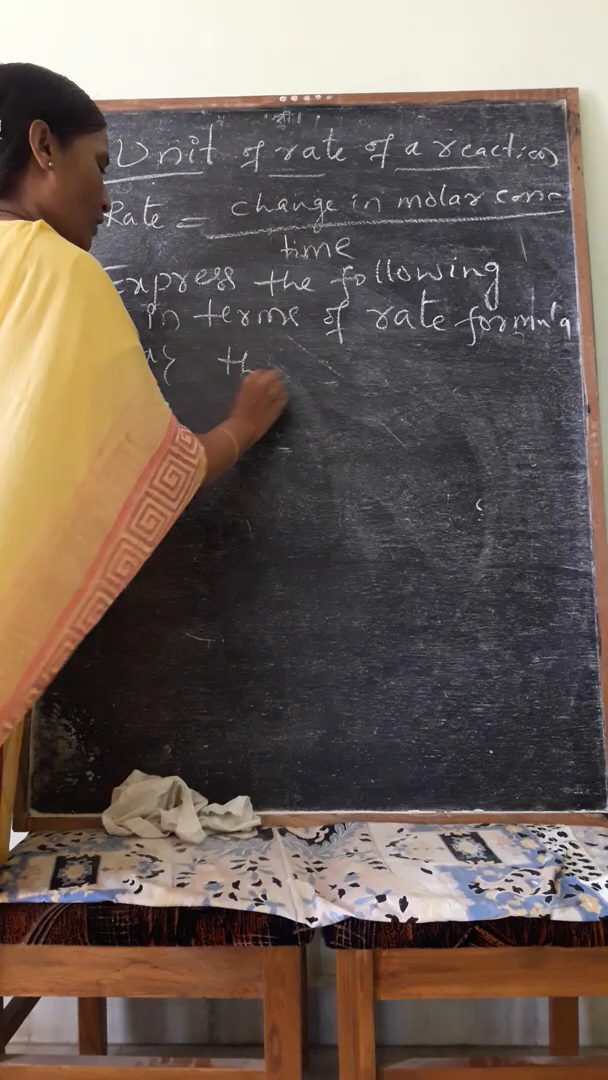 श्री।
Unit of rate of a reaction
Rate = change in molar conc
time
Express the following
in terms of rate formula